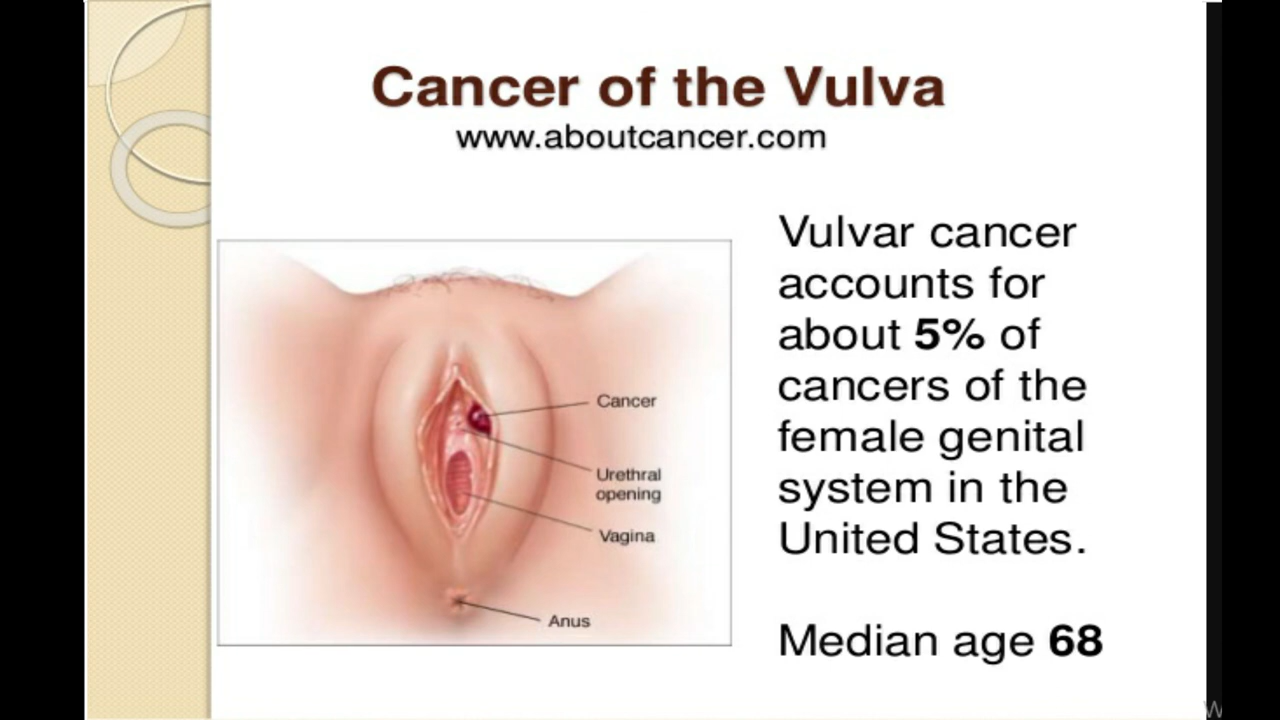 Cancer of the Vulva
www.aboutcancer.com
Vulvar cancer
accounts for
about 5% of
cancers of the
female genital
system in the
United States.
Median age 68
Cancer
Urethral
opening
Vagina
Anus